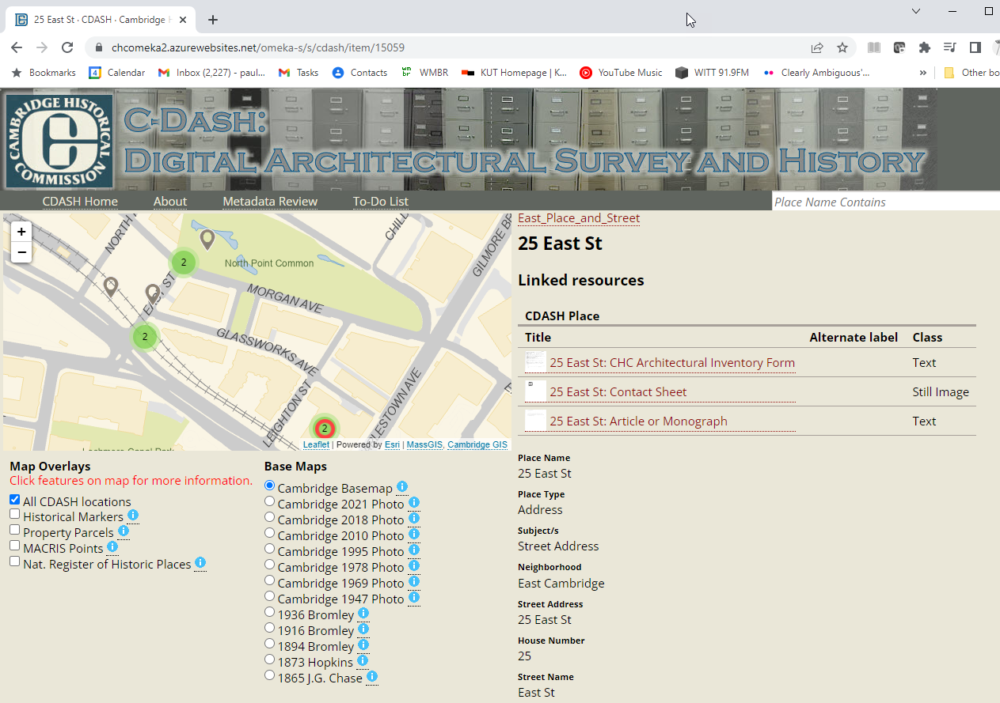 25 East St · CDASH · Cambridge H
chcomeka2.azurewebsites.net/omeka-s/s/cdash/item/15059
Bookmarks
Calendar
Inbox (2,227) - paul...
Tasks
Contacts
WMBR
KUT Homepage | K...
YouTube Music
WITT 91.9FM
Clearly Ambiguous'...
»
Other bo
CAMBRIDGE HISTORICAL COMMISSION
C-Dash:
Digital Architectural Survey and History
CDASH Home
About
Metadata Review
To-Do List
Place Name Contains
+
−
NORTH
EAST ST
2
North Point Common
CHILL
GILMORE BR
MORGAN AVE
2
GLASSWORKS AVE
LEIGHTON ST
LESTOWN AVE
2
Lechmere Canal Park
Leaflet | Powered by Esri | MassGIS, Cambridge GIS
Map Overlays
Click features on map for more information.
All CDASH locations
Historical Markers
Property Parcels
MACRIS Points
Nat. Register of Historic Places
Base Maps
Cambridge Basemap
Cambridge 2021 Photo
Cambridge 2018 Photo
Cambridge 2010 Photo
Cambridge 1995 Photo
Cambridge 1978 Photo
Cambridge 1969 Photo
Cambridge 1947 Photo
1936 Bromley
1916 Bromley
1894 Bromley
1873 Hopkins
1865 J.G. Chase
East_Place_and_Street
25 East St
Linked resources
CDASH Place
Title Alternate label Class
25 East St: CHC Architectural Inventory Form Text
25 East St: Contact Sheet Still Image
25 East St: Article or Monograph Text
Place Name
25 East St
Place Type
Address
Subject/s
Street Address
Neighborhood
East Cambridge
Street Address
25 East St
House Number
25
Street Name
East St